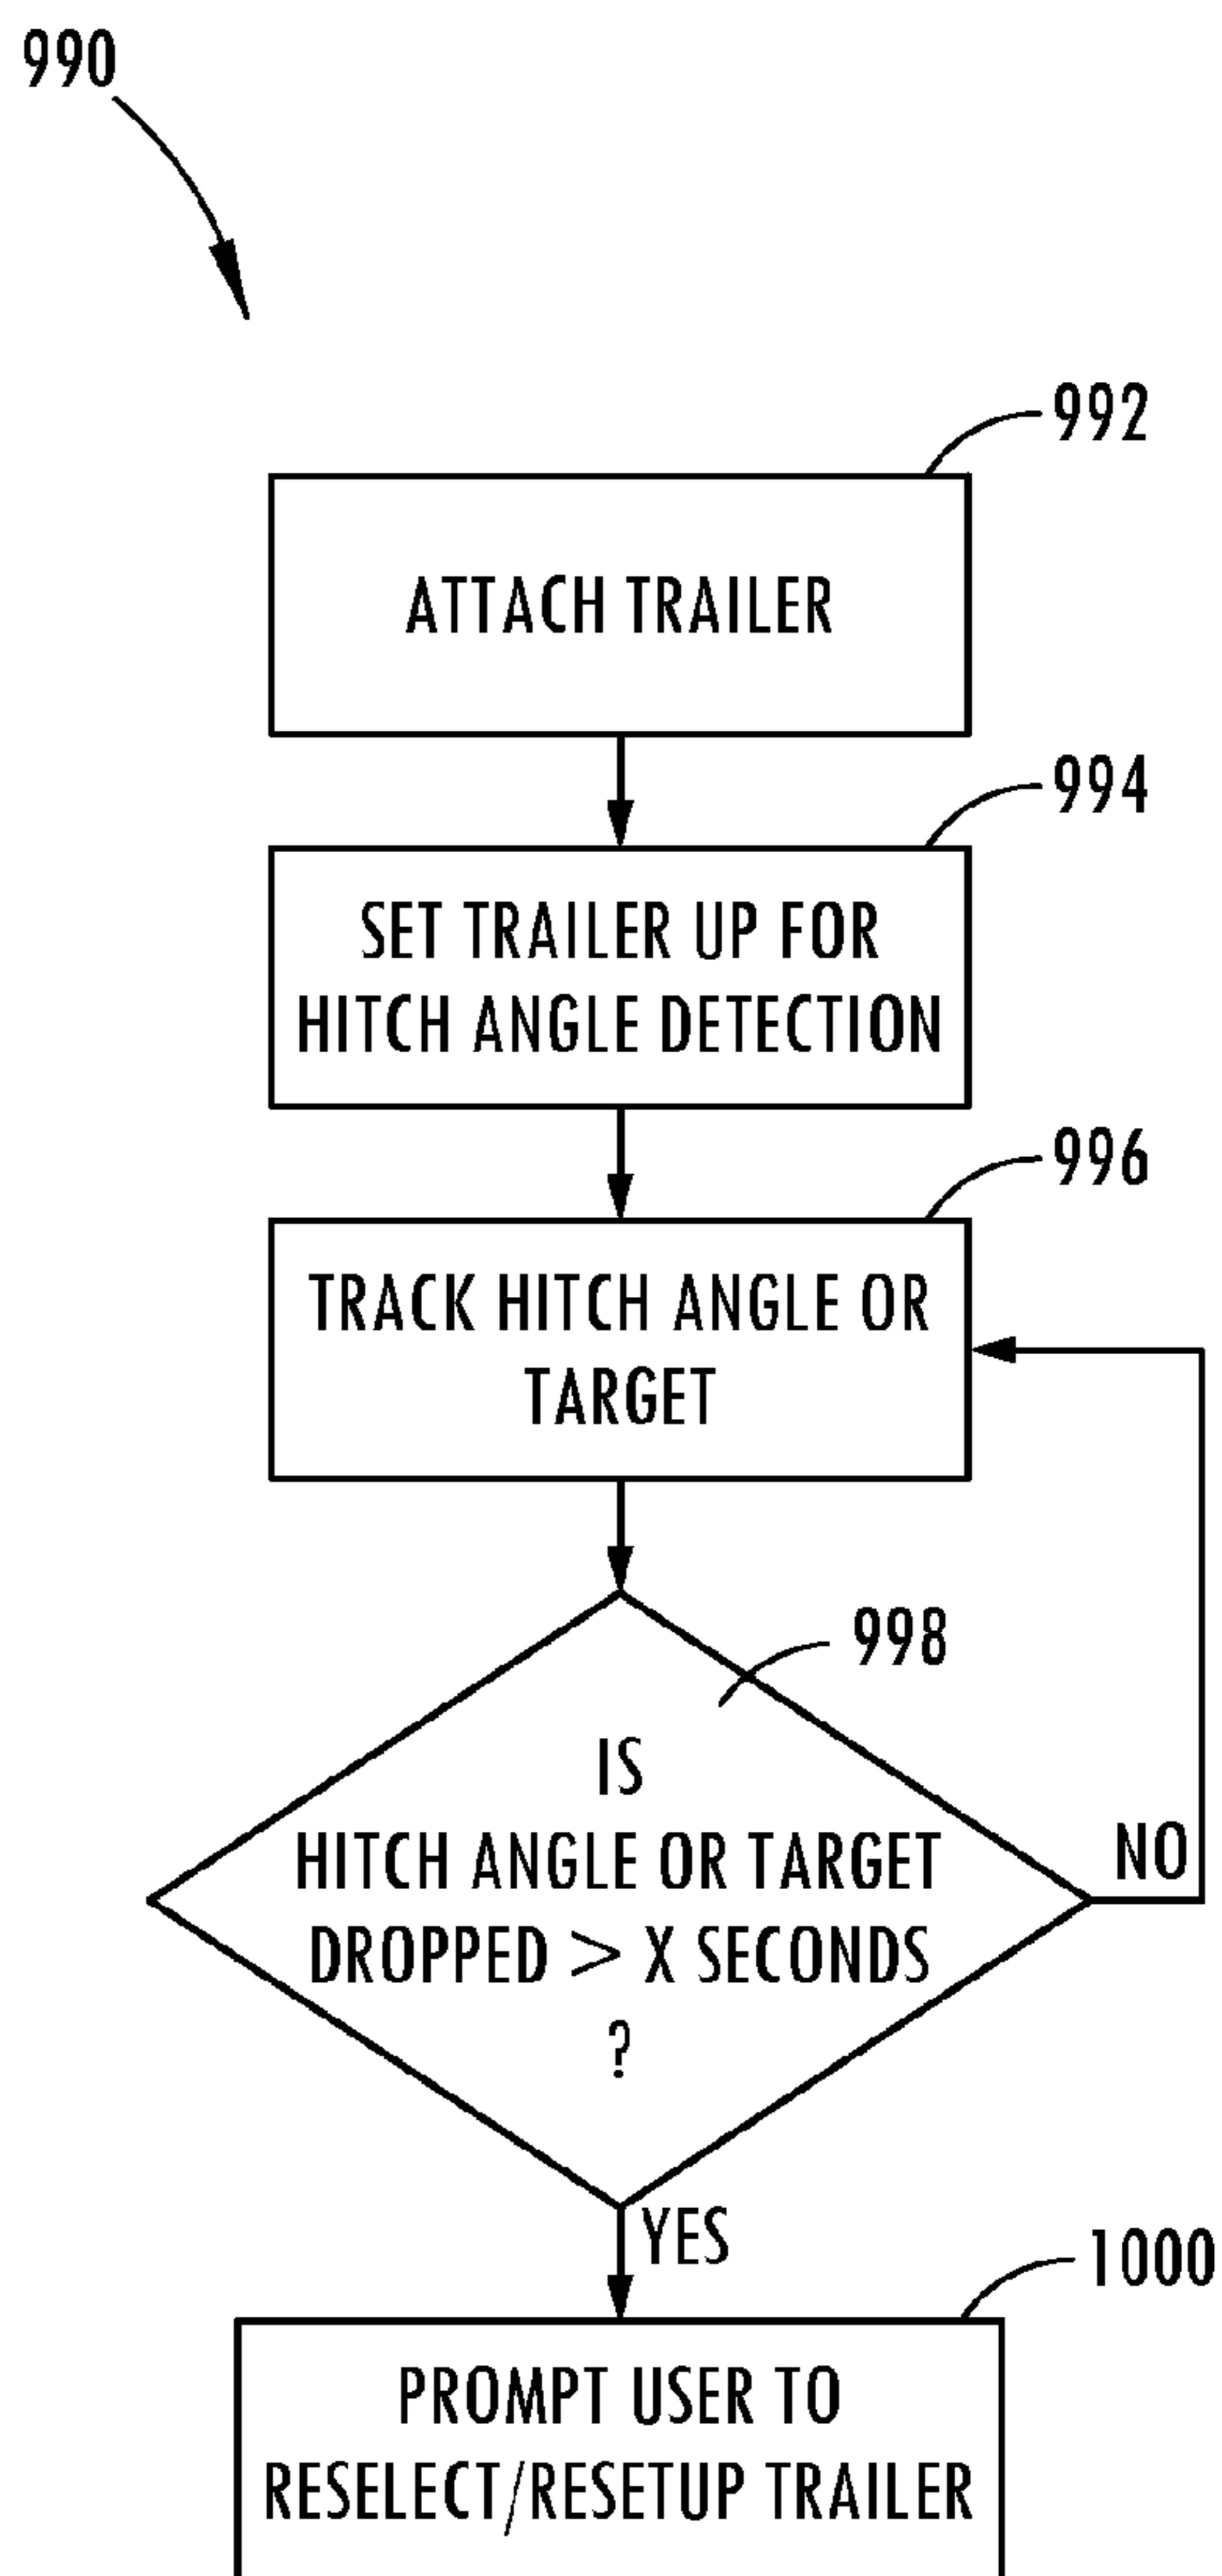 990
992
ATTACH TRAILER
994
SET TRAILER UP FOR
HITCH ANGLE DETECTION
996
TRACK HITCH ANGLE OR
TARGET
998
IS
HITCH ANGLE OR TARGET
DROPPED > X SECONDS
?
NO
YES
1000
PROMPT USER TO
RESELECT/RESETUP TRAILER